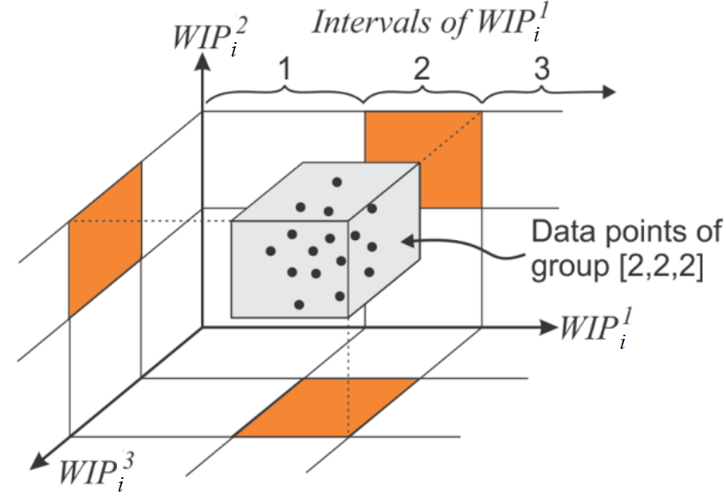 Intervals of WIP_i^1
WIP_i^2
1 2 3
Data points of
group [2,2,2]
WIP_i^1
WIP_i^3